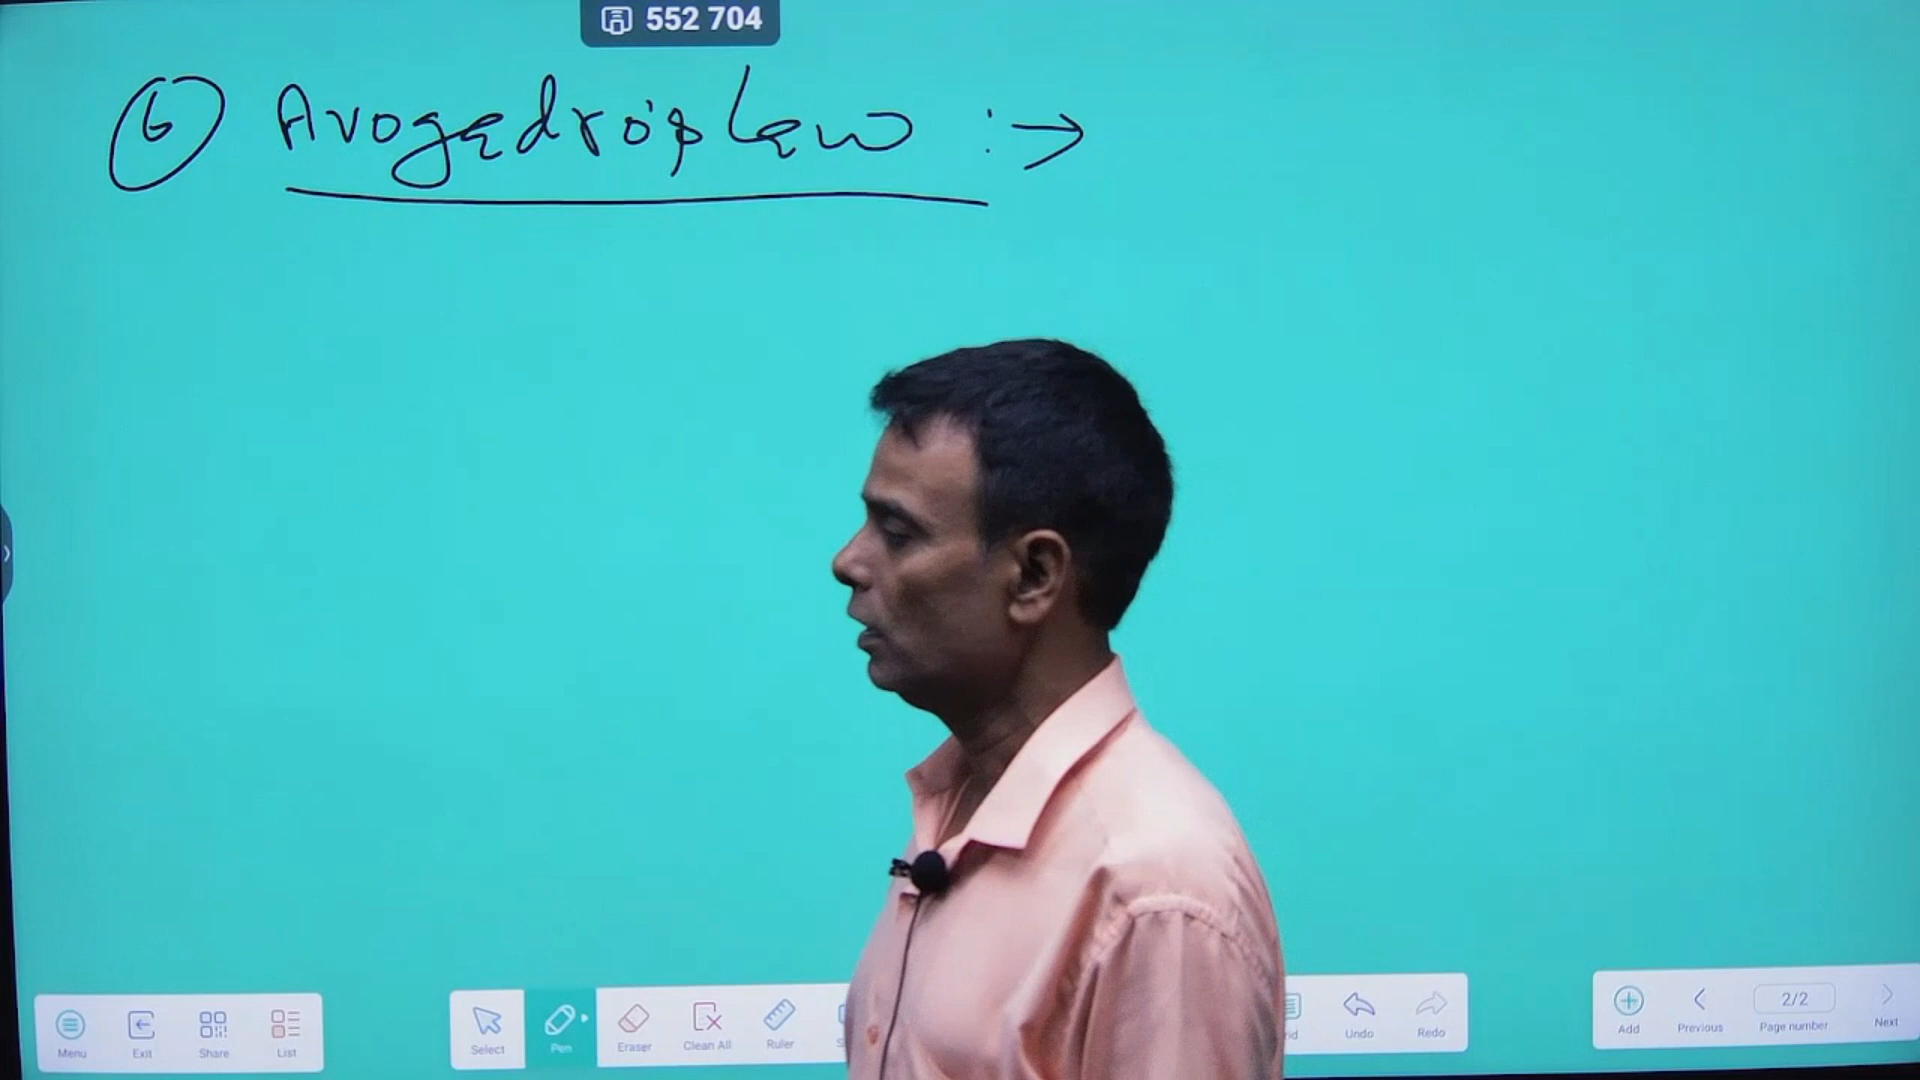 552 704
6 Avogadro's Law :→
Menu Exit Share List Select Pen Eraser Clean All Ruler Undo Redo Add Previous 2/2 Page number Next